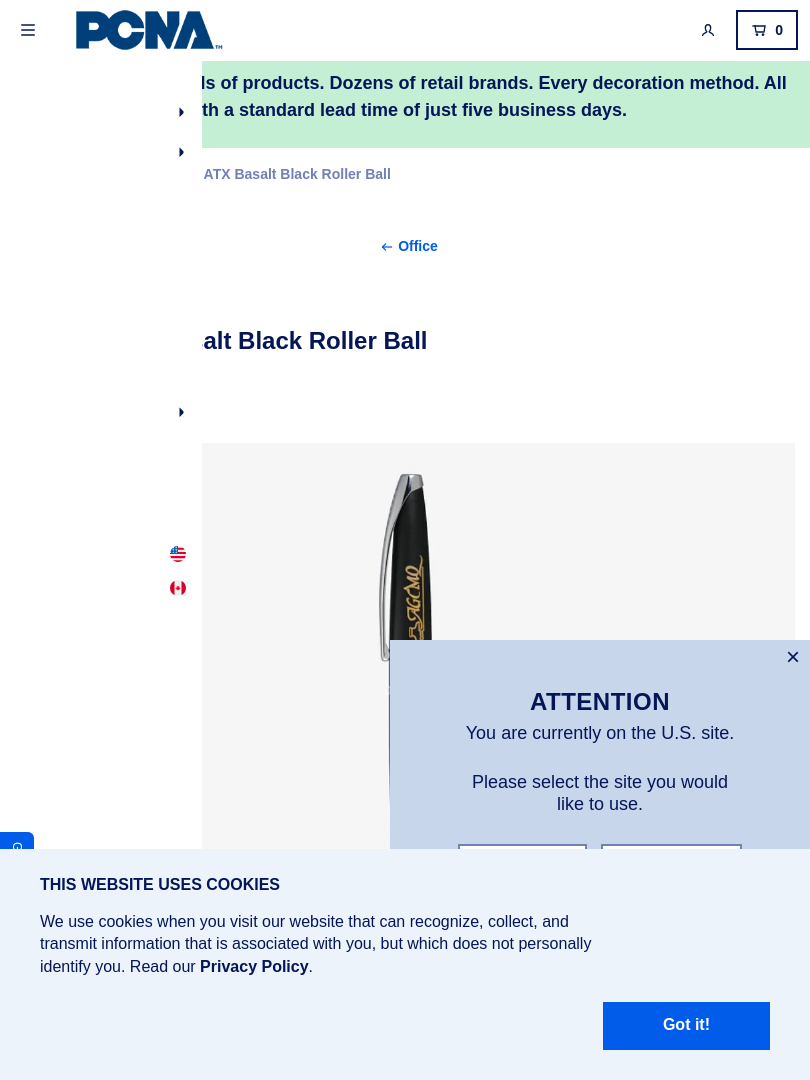 PCNA™
0
ls of products. Dozens of retail brands. Every decoration method. All
th a standard lead time of just five business days.
ATX Basalt Black Roller Ball
← Office
alt Black Roller Ball
AGCMO
×
ATTENTION
You are currently on the U.S. site.
Please select the site you would
like to use.
THIS WEBSITE USES COOKIES
We use cookies when you visit our website that can recognize, collect, and
transmit information that is associated with you, but which does not personally
identify you. Read our Privacy Policy.
Got it!